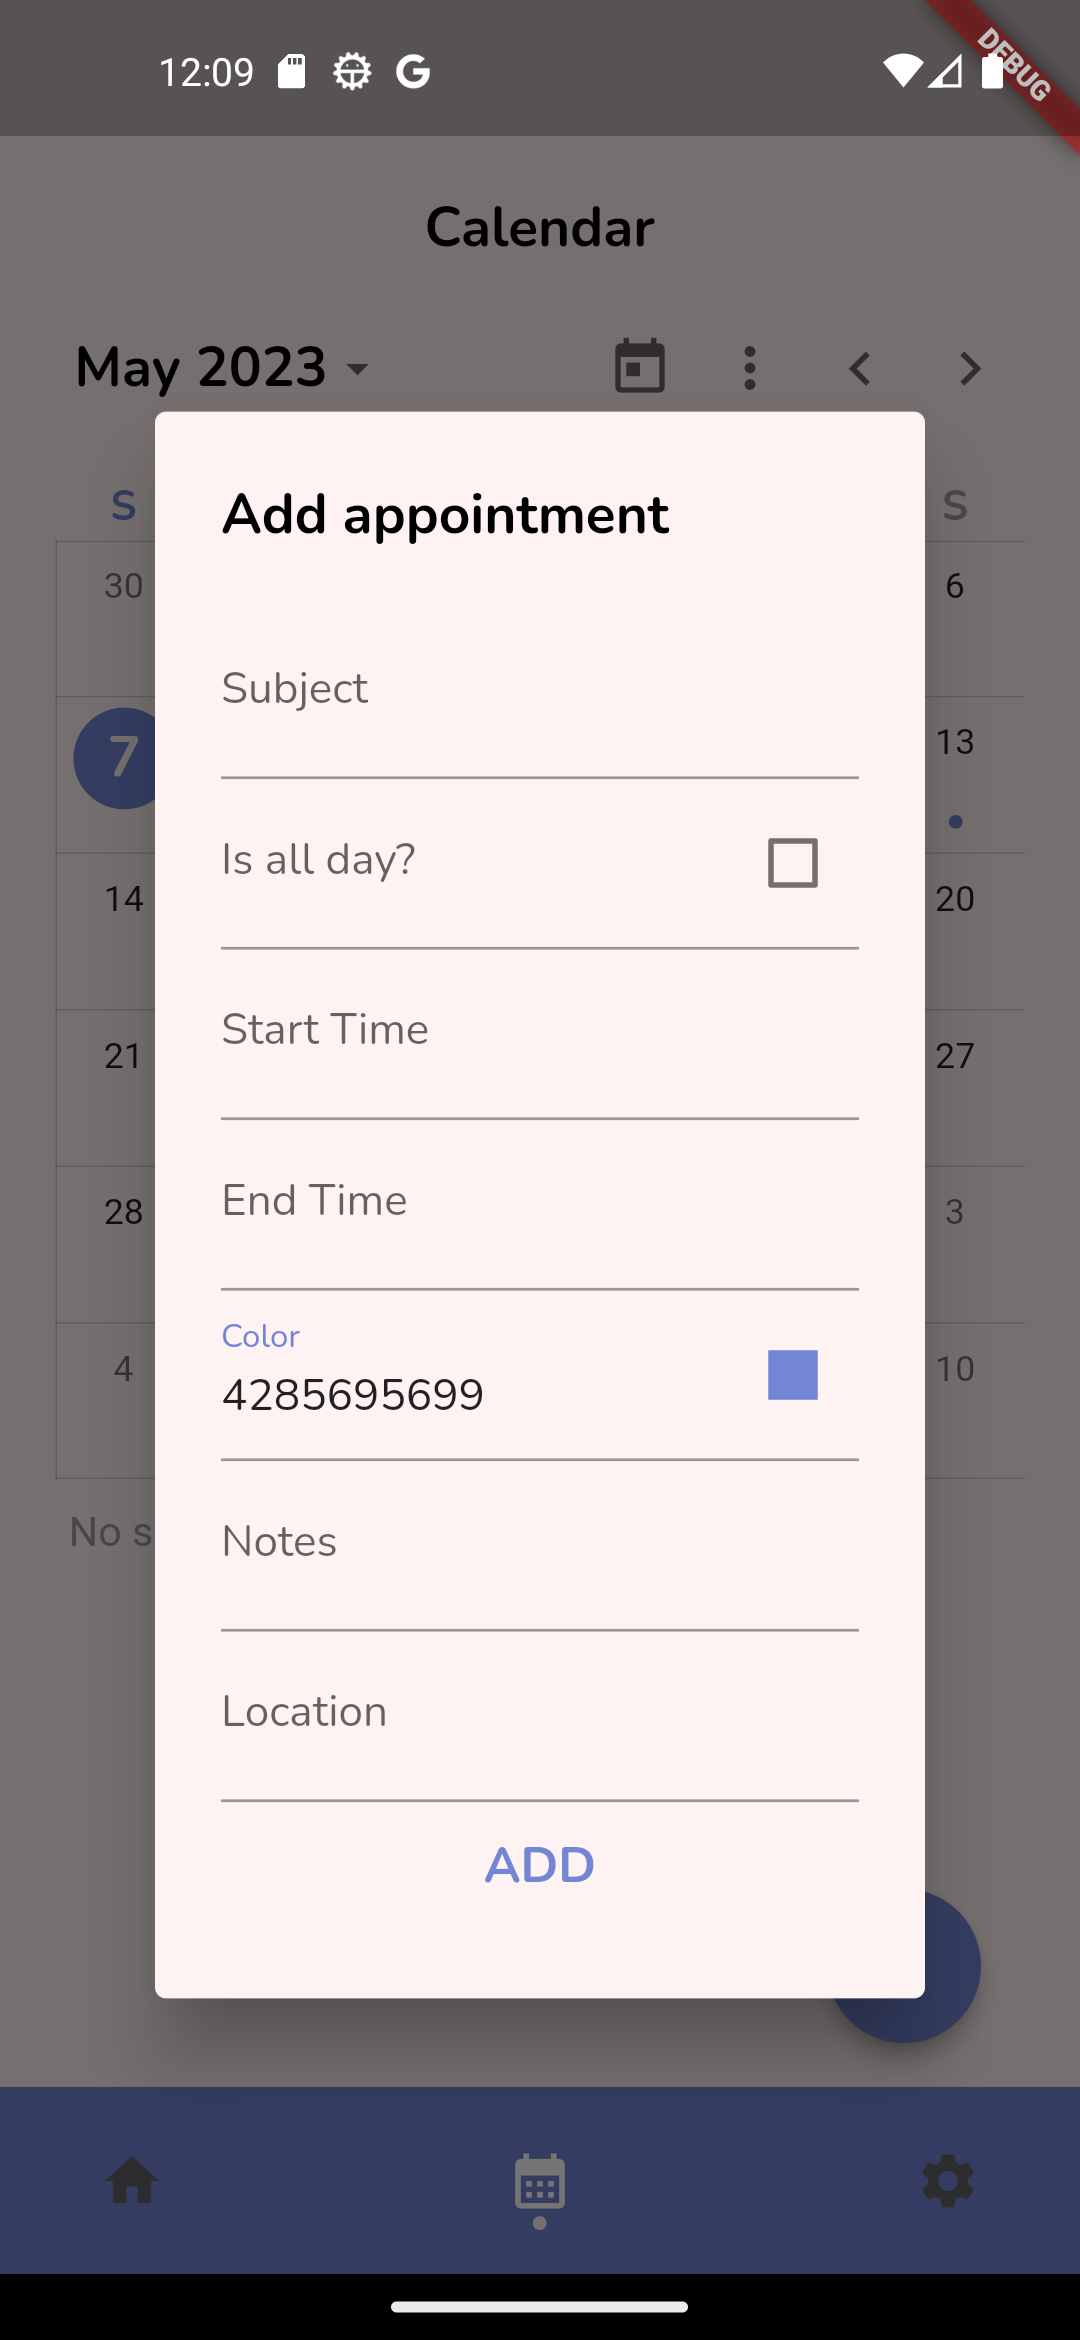 12:09
DEBUG
Calendar
May 2023
S S
Add appointment
30 6
Subject
7 13
Is all day?
14 20
Start Time
21 27
End Time
28 3
Color
4285695699
4 10
No s
Notes
Location
ADD